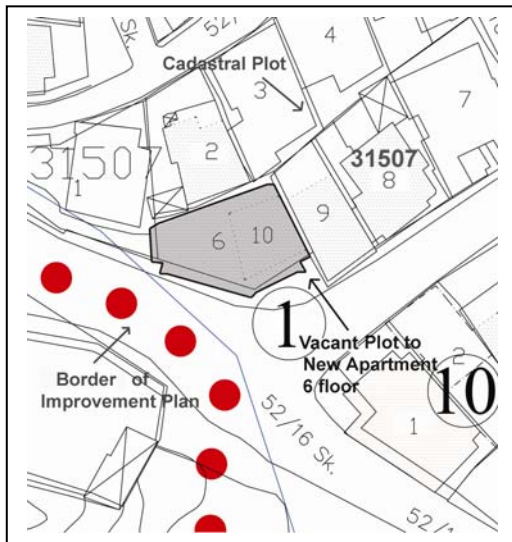 Sk.
4
Cadastral Plot
3
7
2
31507
31507
1
8
9
6
10
1
Vacant Plot to
New Apartment
6 floor
2
10
Border of
Improvement Plan
1
52/16 Sk.
52/1